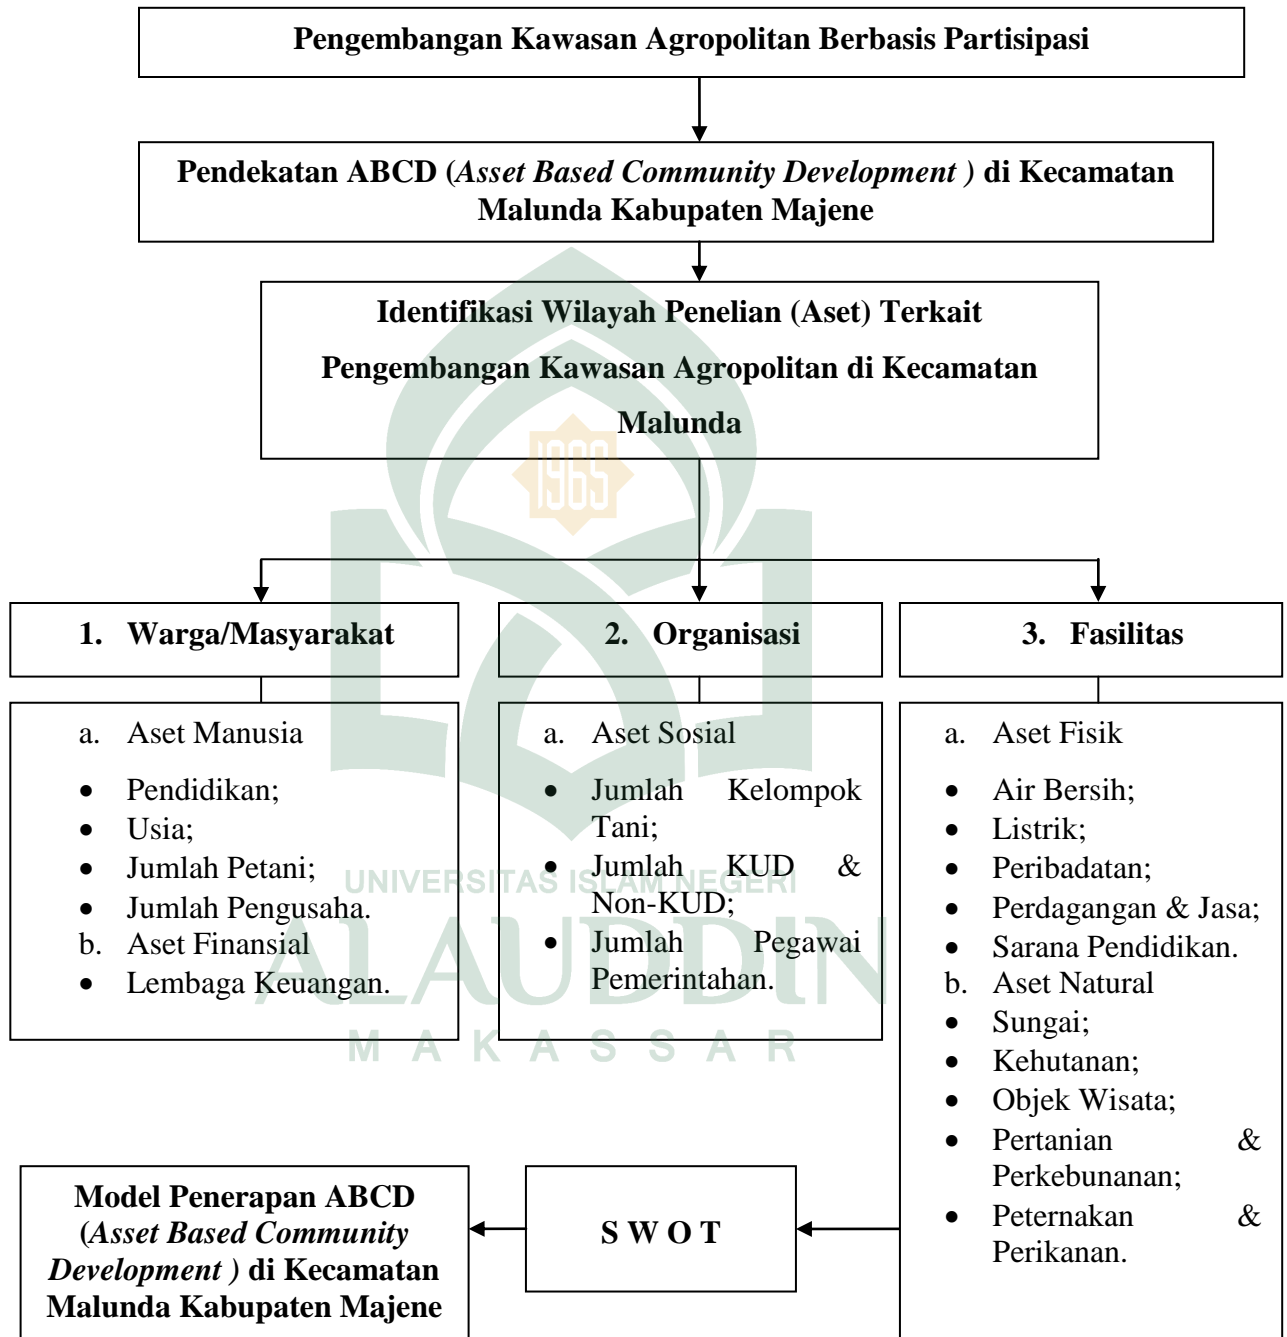 Pengembangan Kawasan Agropolitan Berbasis Partisipasi
Pendekatan ABCD (Asset Based Community Development ) di Kecamatan
Malunda Kabupaten Majene
Identifikasi Wilayah Penelian (Aset) Terkait
Pengembangan Kawasan Agropolitan di Kecamatan
Malunda
1965
1. Warga/Masyarakat
a. Aset Manusia
• Pendidikan;
• Usia;
• Jumlah Petani;
• Jumlah Pengusaha.
b. Aset Finansial
• Lembaga Keuangan.
2. Organisasi
a. Aset Sosial
• Jumlah Kelompok
Tani;
• Jumlah KUD &
Non-KUD;
• Jumlah Pegawai
Pemerintahan.
3. Fasilitas
a. Aset Fisik
• Air Bersih;
• Listrik;
• Peribadatan;
• Perdagangan & Jasa;
• Sarana Pendidikan.
b. Aset Natural
• Sungai;
• Kehutanan;
• Objek Wisata;
• Pertanian &
Perkebunanan;
• Peternakan &
Perikanan.
UNIVERSITAS ISLAM NEGERI
ALAUDDIN
MAKASSAR
S W O T
Model Penerapan ABCD
(Asset Based Community
Development ) di Kecamatan
Malunda Kabupaten Majene